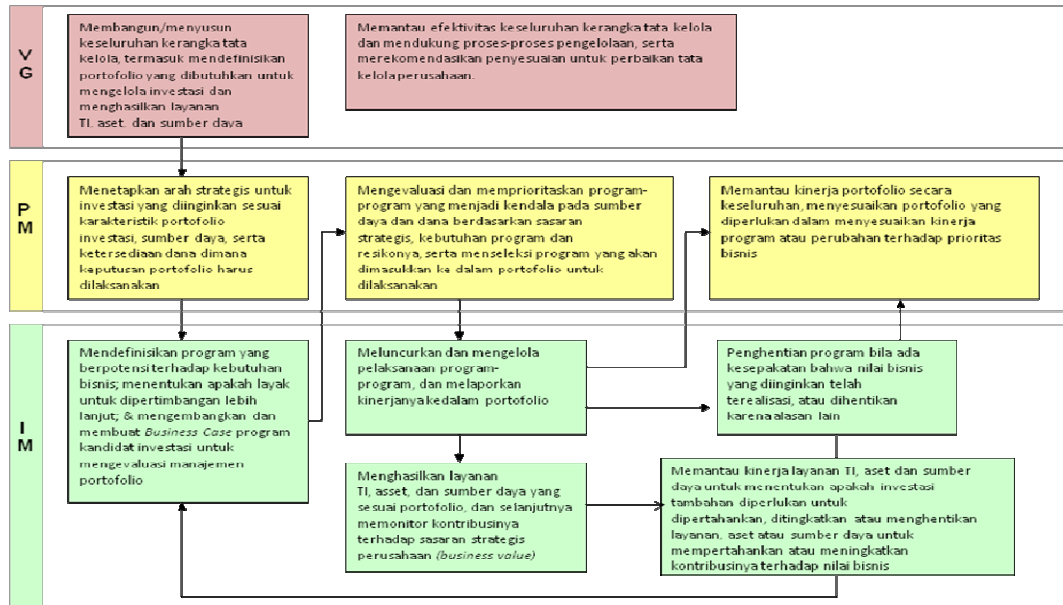 V
G
Membangun/menyusun
keseluruhan kerangka tata
kelola, termasuk mendefinisikan
portofolio yang dibutuhkan untuk
mengelola investasi dan
menghasilkan layanan
TI, aset, dan sumber daya
Memantau efektivitas keseluruhan kerangka tata kelola
dan mendukung proses-proses pengelolaan, serta
merekomendasikan penyesuaian untuk perbaikan tata
kelola perusahaan.
P
M
Menetapkan arah strategis untuk
investasi yang diinginkan sesuai
karakteristik portofolio
investasi, sumber daya, serta
ketersediaan dana dimana
keputusan portofolio harus
dilaksanakan
Mengevaluasi dan memprioritaskan program-
program yang menjadi kendala pada sumber
daya dan dana berdasarkan sasaran
strategis, kebutuhan program dan
resikonya, serta menseleksi program yang akan
dimasukkan ke dalam portofolio untuk
dilaksanakan
Memantau kinerja portofolio secara
keseluruhan, menyesuaikan portofolio yang
diperlukan dalam menyesuaikan kinerja
program atau perubahan terhadap prioritas
bisnis
I
M
Mendefinisikan program yang
berpotensi terhadap kebutuhan
bisnis; menentukan apakah layak
untuk dipertimbangan lebih
lanjut; & mengembangkan dan
membuat Business Case program
kandidat investasi untuk
mengevaluasi manajemen
portofolio
Meluncurkan dan mengelola
pelaksanaan program-
program, dan melaporkan
kinerjanya kedalam portofolio
Penghentian program bila ada
kesepakatan bahwa nilai bisnis
yang diinginkan telah
terealisasi, atau dihentikan
karena alasan lain
Menghasilkan layanan
TI, asset, dan sumber daya yang
sesuai portofolio, dan selanjutnya
memonitor kontribusinya
terhadap sasaran strategis
perusahaan (business value)
Memantau kinerja layanan TI, aset dan sumber
daya untuk menentukan apakah investasi
tambahan diperlukan untuk
dipertahankan, ditingkatkan atau menghentikan
layanan, aset atau sumber daya untuk
mempertahankan atau meningkatkan
kontribusinya terhadap nilai bisnis